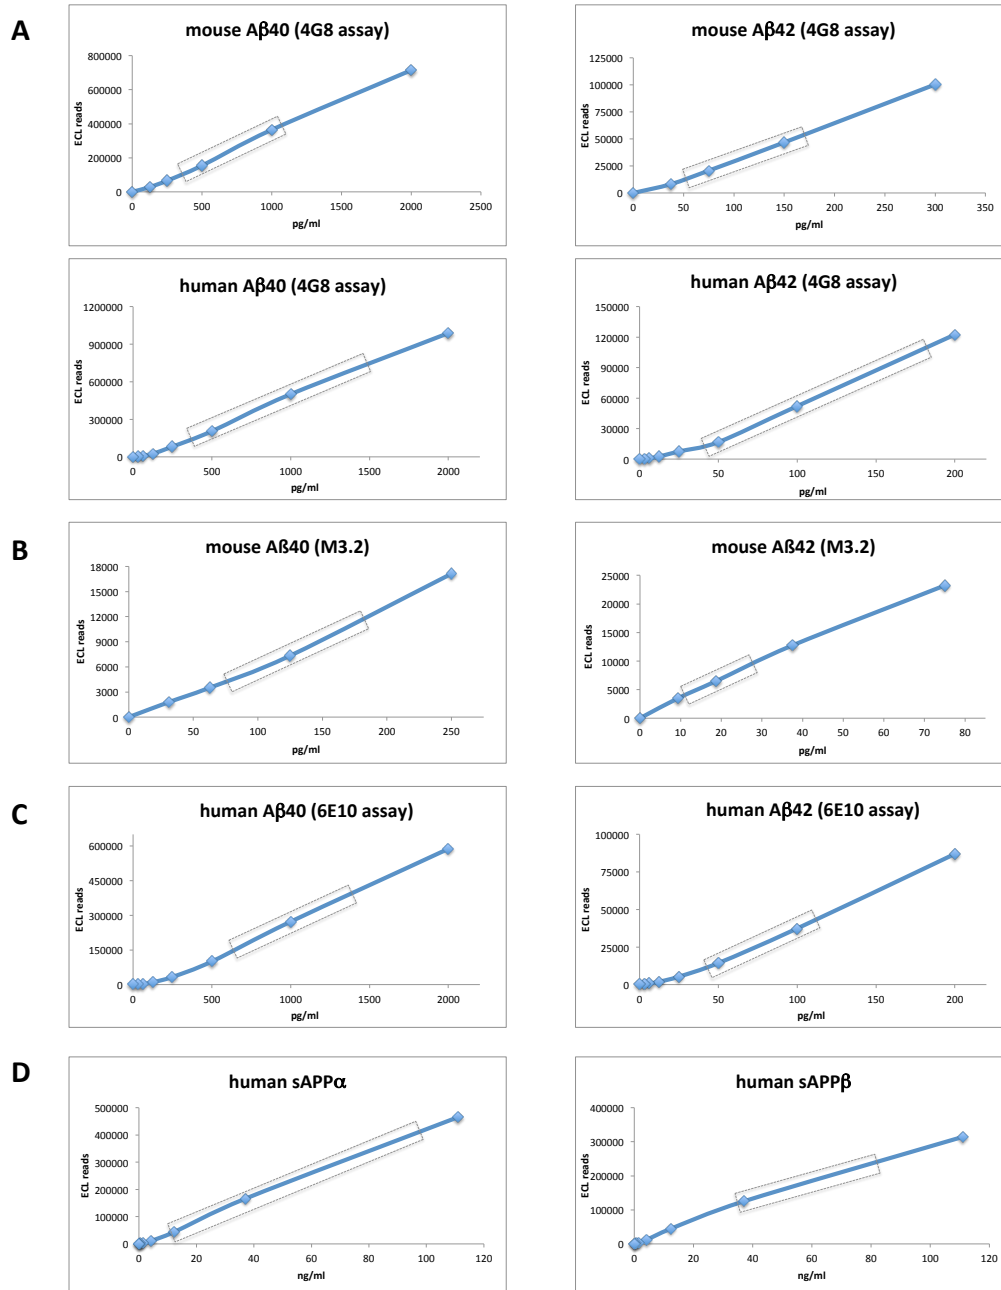 A
mouse Aβ40 (4G8 assay)
800000
600000
400000
200000
0
ECL reads
0 500 1000 1500 2000 2500
pg/ml
mouse Aβ42 (4G8 assay)
125000
100000
75000
50000
25000
0
ECL reads
0 50 100 150 200 250 300 350
pg/ml
human Aβ40 (4G8 assay)
1200000
900000
600000
300000
0
ECL reads
0 500 1000 1500 2000
pg/ml
human Aβ42 (4G8 assay)
150000
120000
90000
60000
30000
0
ECL reads
0 50 100 150 200
pg/ml
B
mouse Aß40 (M3.2)
18000
15000
12000
9000
6000
3000
0
ECL reads
0 50 100 150 200 250
pg/ml
mouse Aß42 (M3.2)
25000
20000
15000
10000
5000
0
ECL reads
0 10 20 30 40 50 60 70 80
pg/ml
C
human Aβ40 (6E10 assay)
600000
450000
300000
150000
0
ECL reads
0 500 1000 1500 2000
pg/ml
human Aβ42 (6E10 assay)
100000
75000
50000
25000
0
ECL reads
0 50 100 150 200
pg/ml
D
human sAPPα
500000
400000
300000
200000
100000
0
ECL reads
0 20 40 60 80 100 120
ng/ml
human sAPPβ
400000
300000
200000
100000
0
ECL reads
0 20 40 60 80 100 120
ng/ml